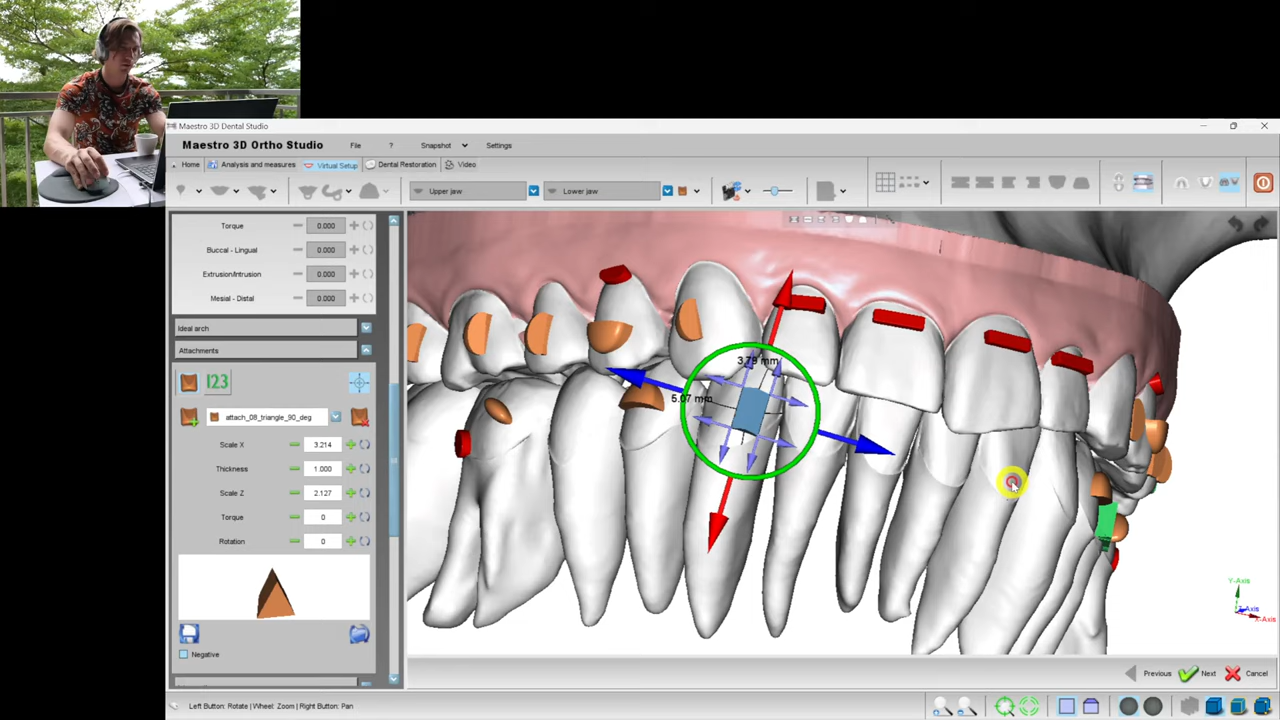 Maestro 3D Dental Studio
Maestro 3D Ortho Studio File ? Snapshot Settings
Home Analysis and measures Virtual Setup Dental Restoration Video
Upper jaw Lower jaw
Torque 0.000
Buccal - Lingual 0.000
Extrusion/Intrusion 0.000
Mesial - Distal 0.000
Ideal arch
Attachments
123
attach_08_triangle_90_deg
Scale X 3.214
Thickness 1.000
Scale Z 2.127
Torque 0
Rotation 0
Negative
3.79 mm
5.07 mm
Y-Axis
Z-Axis
X-Axis
Previous Next Cancel
Left Button: Rotate | Wheel: Zoom | Right Button: Pan